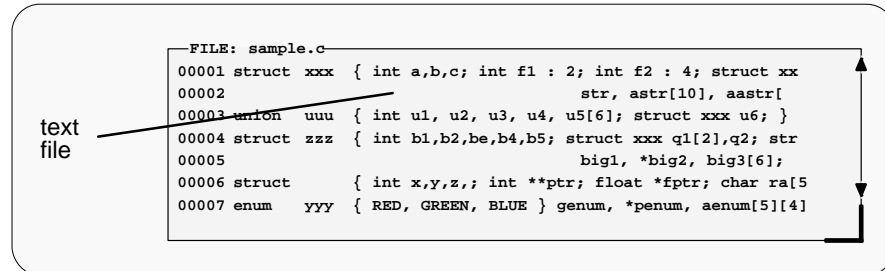 FILE: sample.c
00001 struct xxx { int a,b,c; int f1 : 2; int f2 : 4; struct xx
00002 str, astr[10], aastr[
00003 union uuu { int u1, u2, u3, u4, u5[6]; struct xxx u6; }
text
file
00004 struct zzz { int b1,b2,be,b4,b5; struct xxx q1[2],q2; str
00005 big1, *big2, big3[6];
00006 struct { int x,y,z,; int **ptr; float *fptr; char ra[5
00007 enum yyy { RED, GREEN, BLUE } genum, *penum, aenum[5][4]